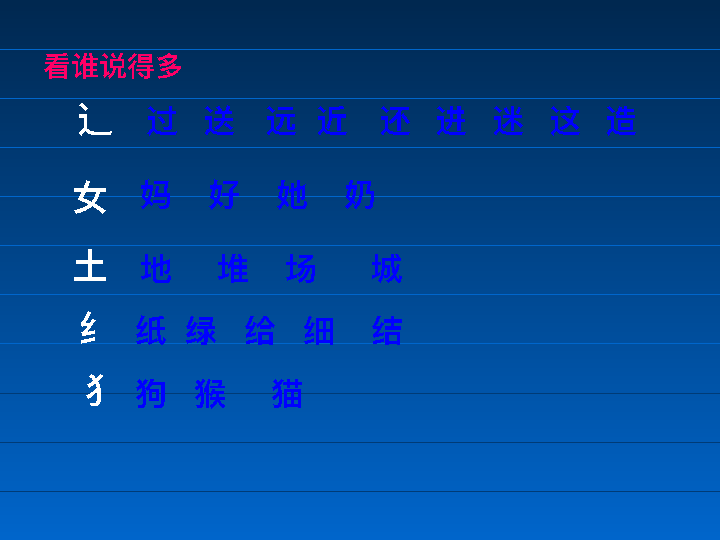 看谁说得多
辶 过 送 远 近 还 进 迷 这 造
女 妈 好 她 奶
土 地 堆 场 城
纟 纸 绿 给 细 结
犭 狗 猴 猫